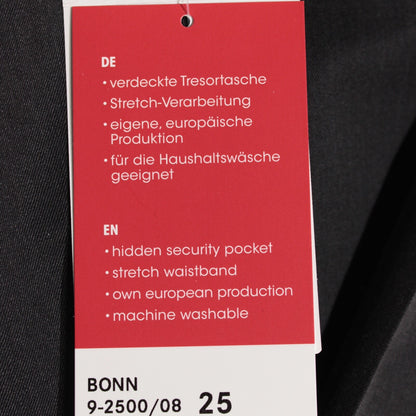 DE
• verdeckte Tresortasche
• Stretch-Verarbeitung
• eigene, europäische
Produktion
• für die Haushaltswäsche
geeignet
EN
• hidden security pocket
• stretch waistband
• own european production
• machine washable
BONN
9-2500/08 25